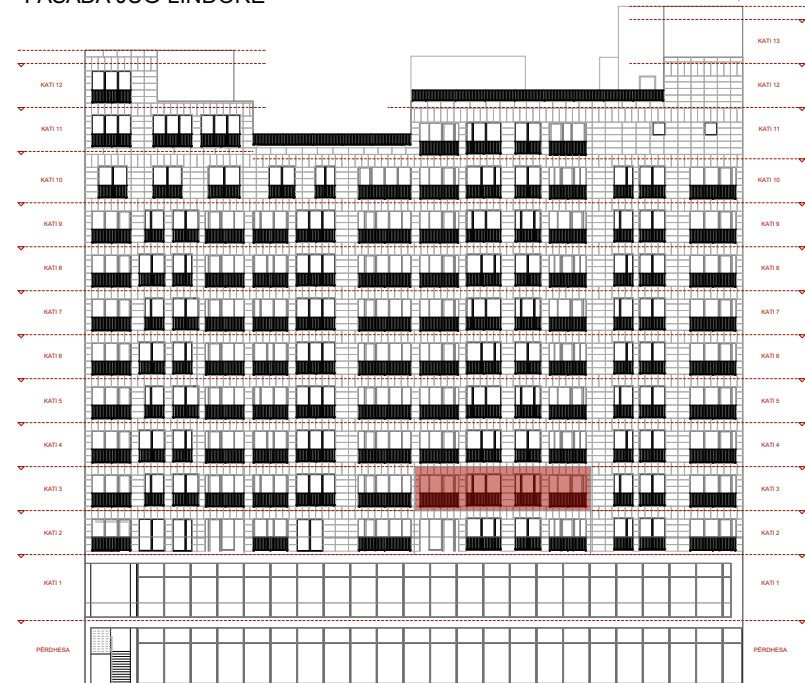 FASADA JUG-LINDORE
KATI 13
KATI 12 KATI 12
KATI 11 KATI 11
KATI 10 KATI 10
KATI 9 KATI 9
KATI 8 KATI 8
KATI 7 KATI 7
KATI 6 KATI 6
KATI 5 KATI 5
KATI 4 KATI 4
KATI 3 KATI 3
KATI 2 KATI 2
KATI 1 KATI 1
PËRDHESA PËRDHESA